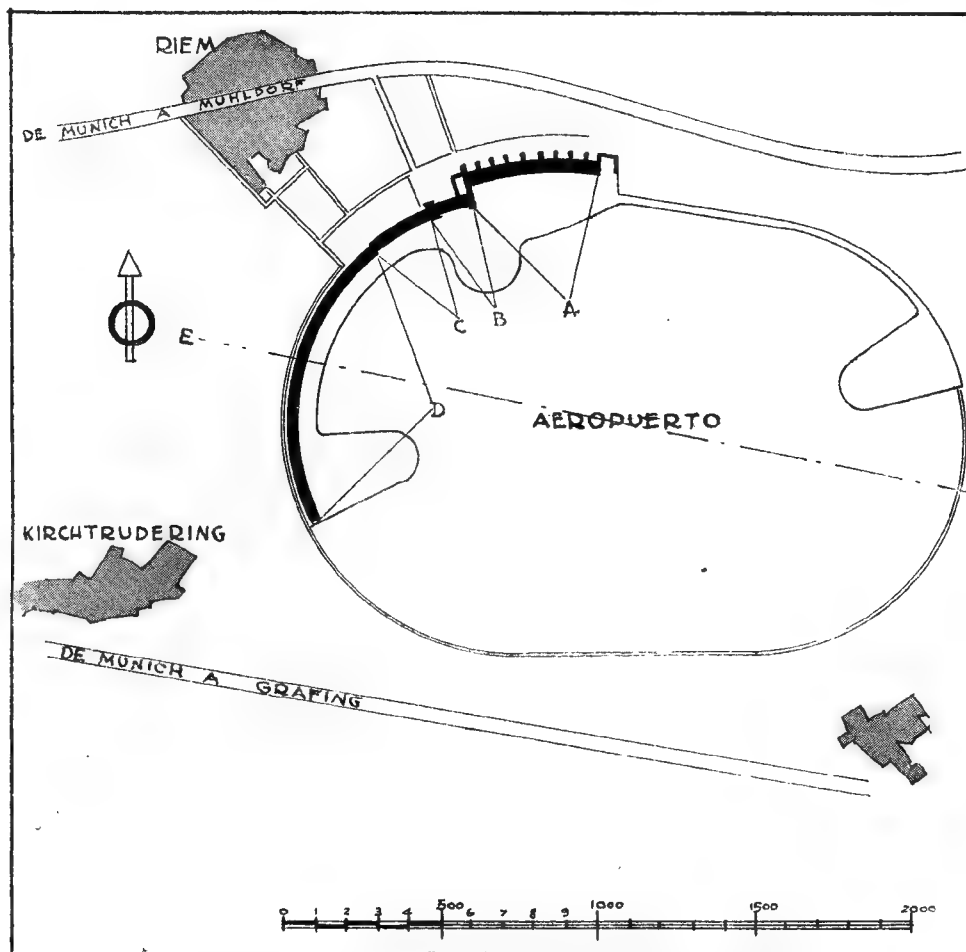 RIEM
DE MUNICH A MUHLDORF
E
C B A
D
AEROPUERTO
KIRCHTRUDERING
DE MUNICH A GRAFING
0 1 2 3 4 500 6 7 8 9 1000 1500 2000